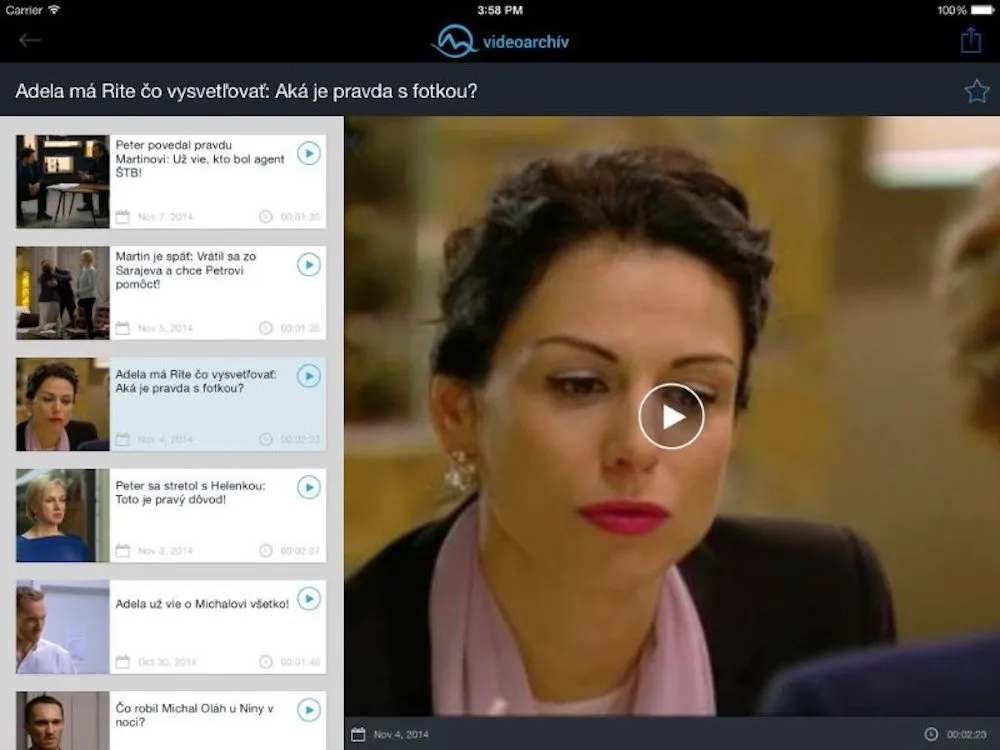 Carrier
3:58 PM
100%
videoarchív
Adela má Rite čo vysvetľovať: Aká je pravda s fotkou?
Peter povedal pravdu
Martinovi: Už vie, kto bol agent
ŠTB!
Nov 7, 2014
00:01:30
Martin je späť: Vrátil sa zo
Sarajeva a chce Petrovi
pomôcť!
Nov 5, 2014
00:01:36
Adela má Rite čo vysvetľovať:
Aká je pravda s fotkou?
Nov 4, 2014
00:02:23
Peter sa stretol s Helenkou:
Toto je pravý dôvod!
Nov 3, 2014
00:02:27
Adela už vie o Michalovi všetko!
Oct 30, 2014
00:01:46
Čo robil Michal Oláh u Niny v
noci?
Nov 4, 2014
00:02:23